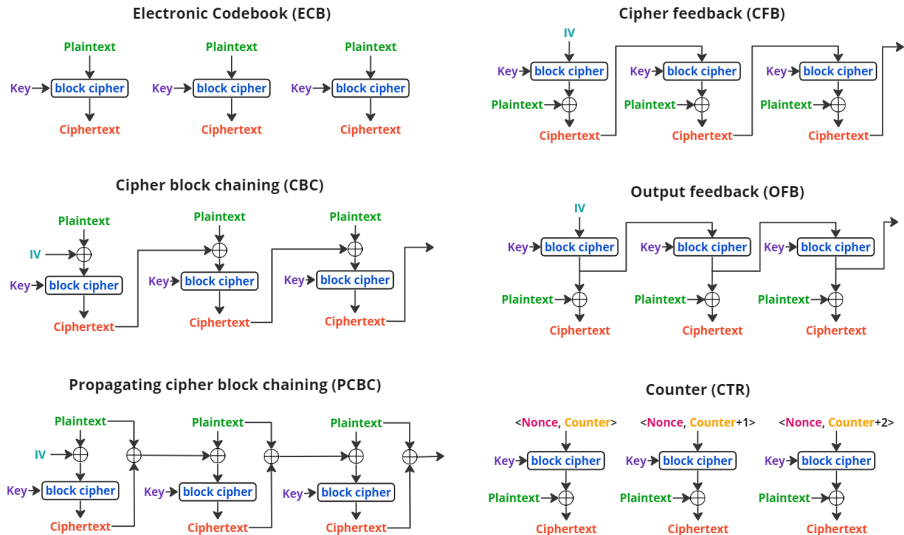 Electronic Codebook (ECB)
Plaintext Plaintext Plaintext
Key block cipher Key block cipher Key block cipher
Ciphertext Ciphertext Ciphertext
Cipher feedback (CFB)
IV
Key block cipher Key block cipher Key block cipher
Plaintext Plaintext Plaintext
Ciphertext Ciphertext Ciphertext
Cipher block chaining (CBC)
Plaintext Plaintext Plaintext
IV
Key block cipher Key block cipher Key block cipher
Ciphertext Ciphertext Ciphertext
Output feedback (OFB)
IV
Key block cipher Key block cipher Key block cipher
Plaintext Plaintext Plaintext
Ciphertext Ciphertext Ciphertext
Propagating cipher block chaining (PCBC)
Plaintext Plaintext Plaintext
IV
Key block cipher Key block cipher Key block cipher
Ciphertext Ciphertext Ciphertext
Counter (CTR)
<Nonce, Counter> <Nonce, Counter+1> <Nonce, Counter+2>
Key block cipher Key block cipher Key block cipher
Plaintext Plaintext Plaintext
Ciphertext Ciphertext Ciphertext